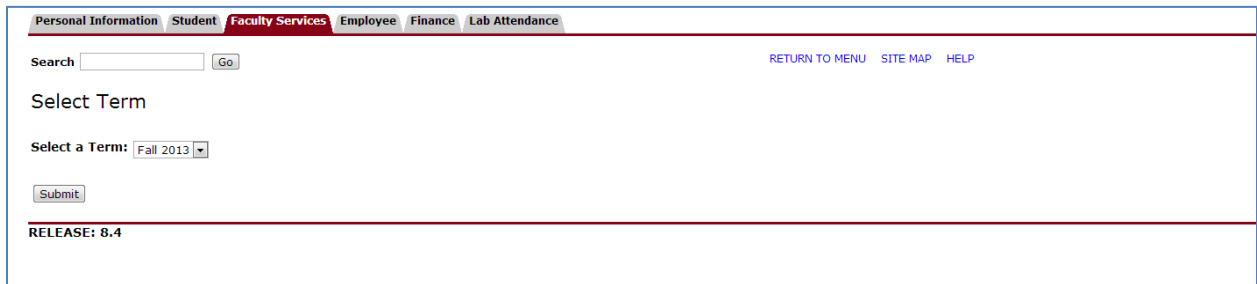 Personal Information Student Faculty Services Employee Finance Lab Attendance
Search Go RETURN TO MENU SITE MAP HELP
Select Term
Select a Term: Fall 2013
Submit
RELEASE: 8.4